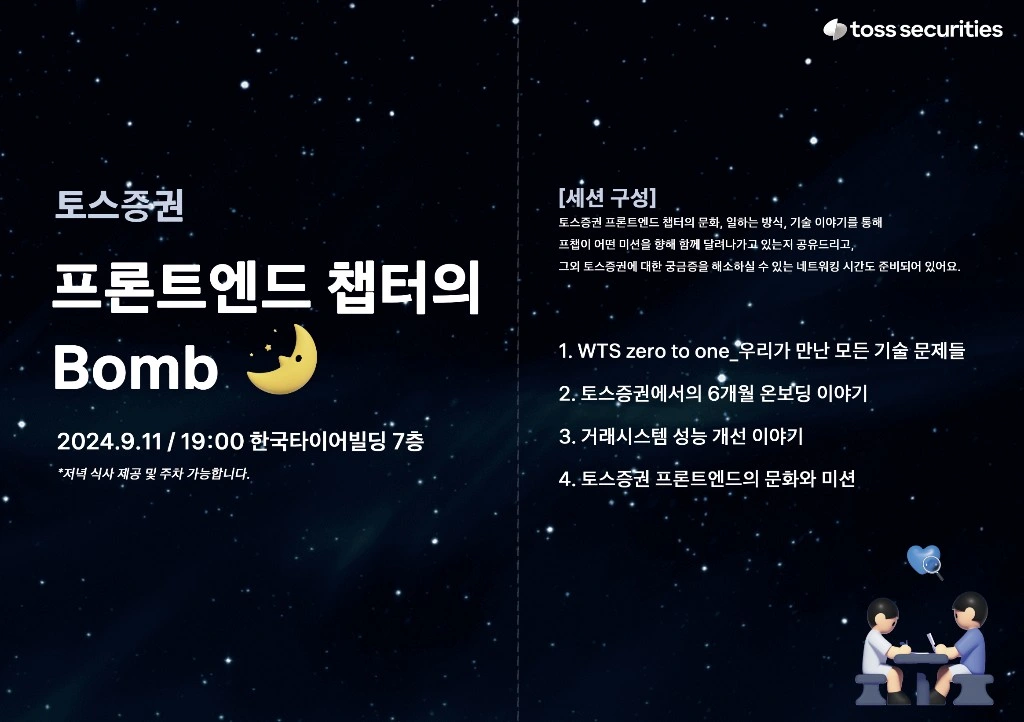 toss securities
토스증권
프론트엔드 챕터의
Bomb
2024.9.11 / 19:00 한국타이어빌딩 7층
*저녁 식사 제공 및 주차 가능합니다.
[세션 구성]
토스증권 프론트엔드 챕터의 문화, 일하는 방식, 기술 이야기를 통해
프챕이 어떤 미션을 향해 함께 달려나가고 있는지 공유드리고,
그외 토스증권에 대한 궁금증을 해소하실 수 있는 네트워킹 시간도 준비되어 있어요.
1. WTS zero to one_우리가 만난 모든 기술 문제들
2. 토스증권에서의 6개월 온보딩 이야기
3. 거래시스템 성능 개선 이야기
4. 토스증권 프론트엔드의 문화와 미션